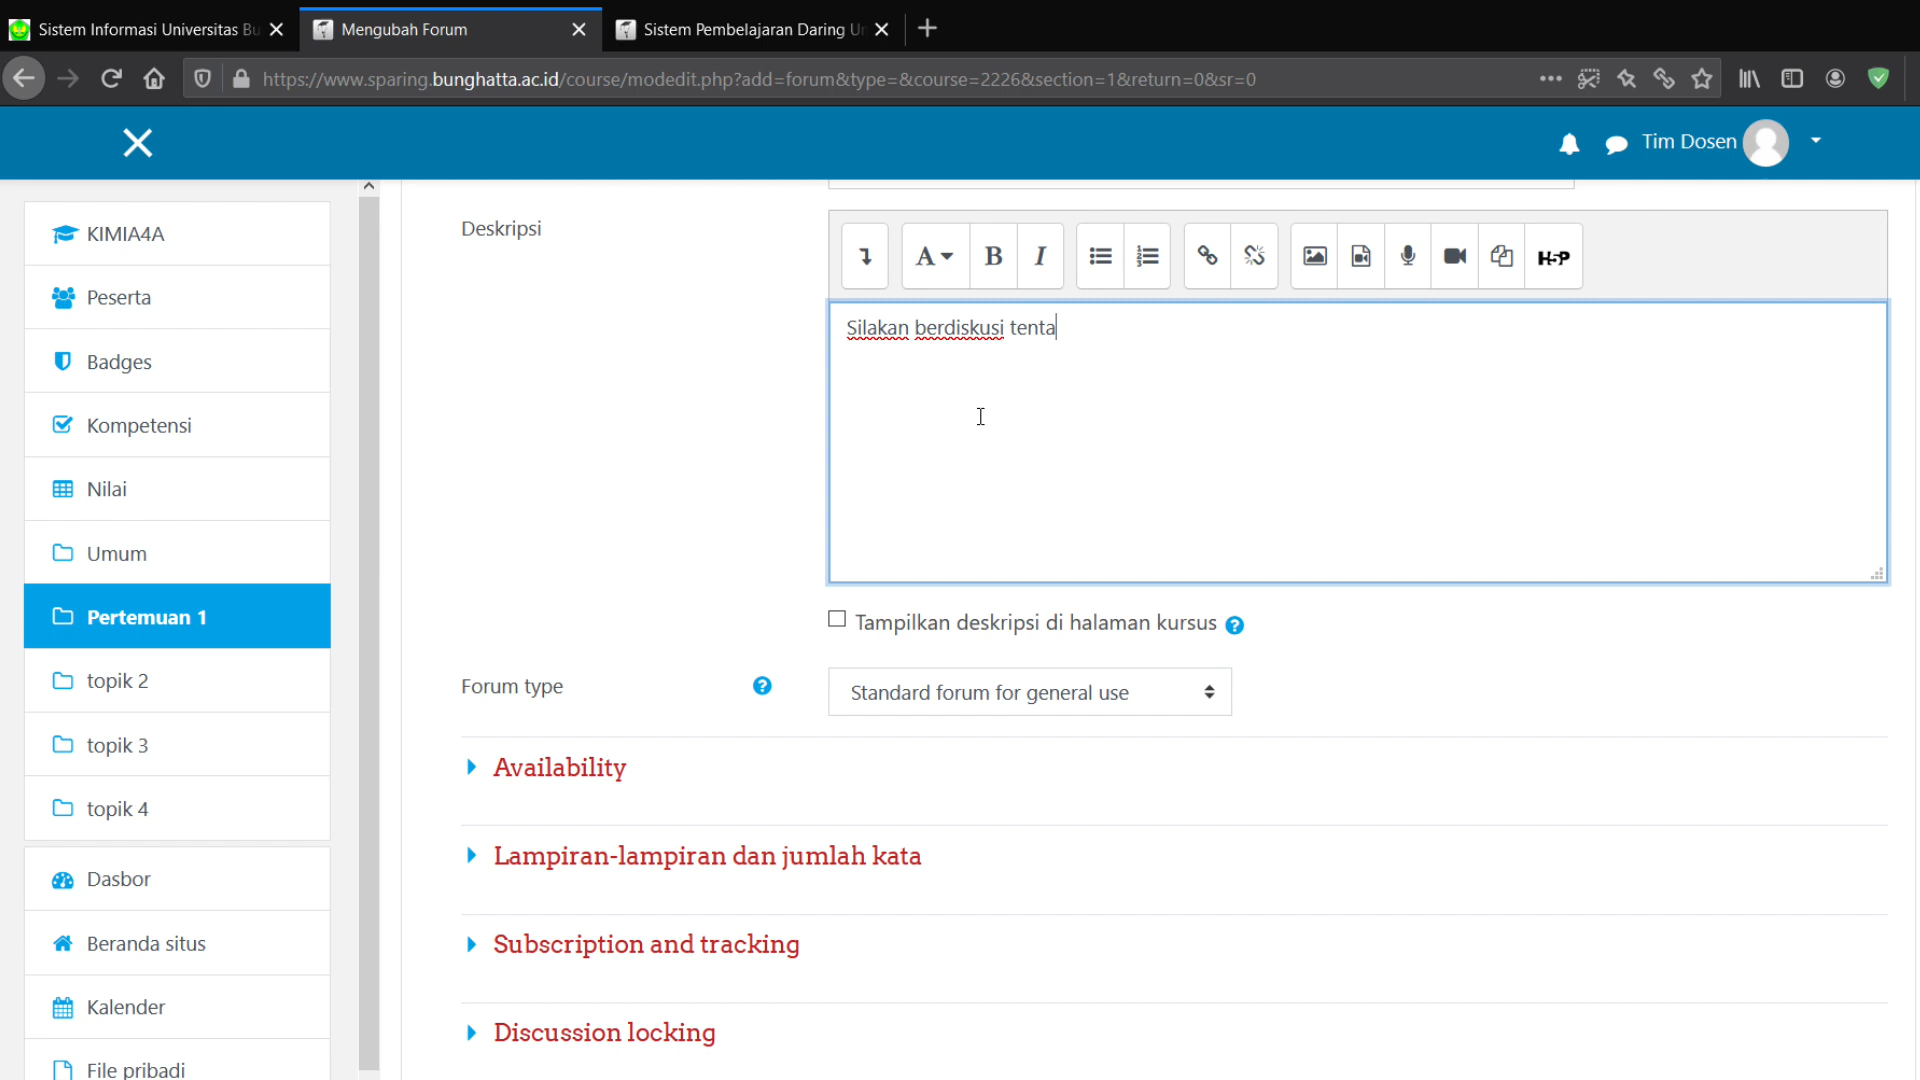 Sistem Informasi Universitas Bu
Mengubah Forum
Sistem Pembelajaran Daring Un
https://www.sparing.bunghatta.ac.id/course/modedit.php?add=forum&type=&course=2226&section=1&return=0&sr=0
Tim Dosen
KIMIA4A
Peserta
Badges
Kompetensi
Nilai
Umum
Pertemuan 1
topik 2
topik 3
topik 4
Dasbor
Beranda situs
Kalender
File pribadi
Deskripsi
A B I H5P
Silakan berdiskusi tenta
Tampilkan deskripsi di halaman kursus
Forum type
Standard forum for general use
Availability
Lampiran-lampiran dan jumlah kata
Subscription and tracking
Discussion locking